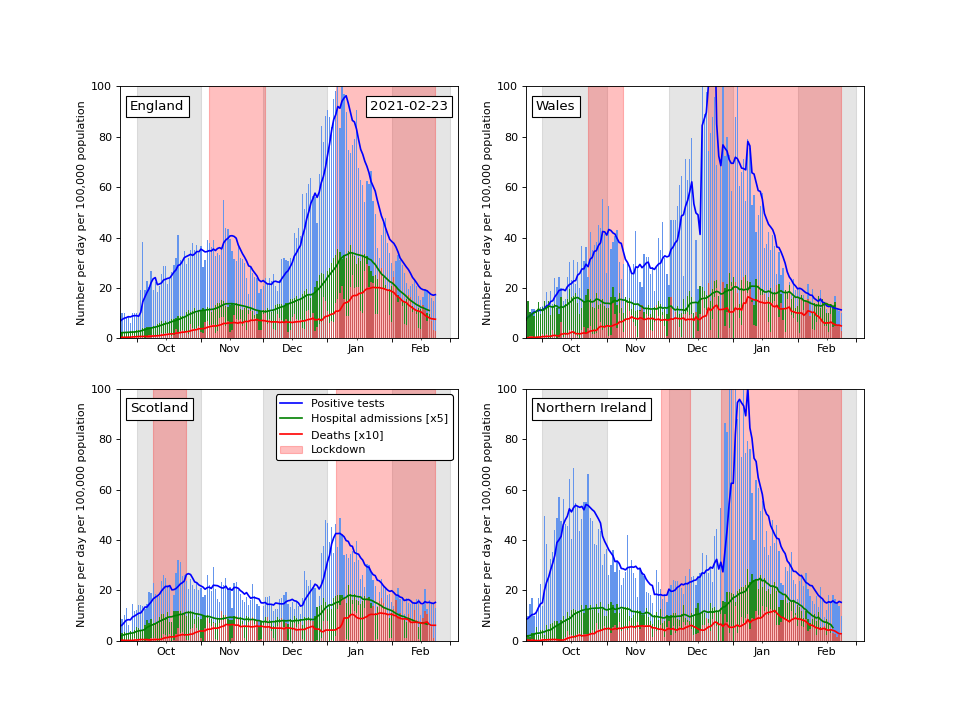 England
2021-02-23
Number per day per 100,000 population
100
80
60
40
20
0
Oct Nov Dec Jan Feb
Wales
Number per day per 100,000 population
100
80
60
40
20
0
Oct Nov Dec Jan Feb
Scotland
Positive tests
Hospital admissions [x5]
Deaths [x10]
Lockdown
Number per day per 100,000 population
100
80
60
40
20
0
Oct Nov Dec Jan Feb
Northern Ireland
Number per day per 100,000 population
100
80
60
40
20
0
Oct Nov Dec Jan Feb